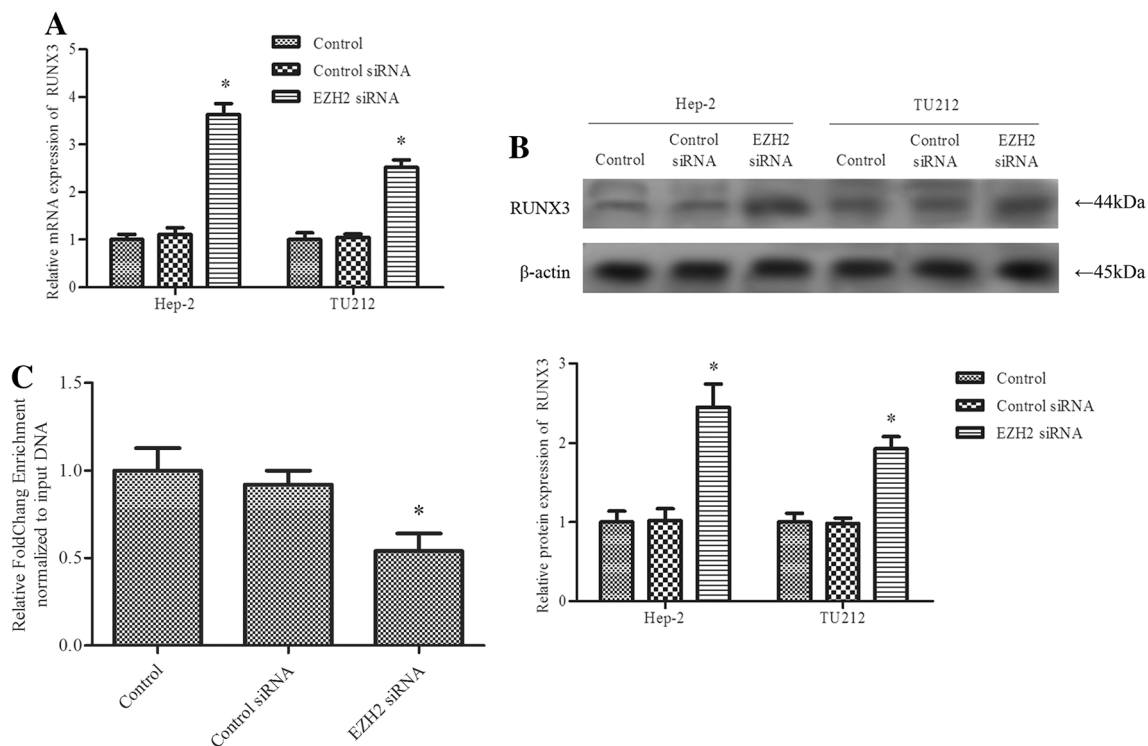 A
Relative mRNA expression of RUNX3
5
4
3
2
1
0
*
*
Hep-2
TU212
Control
Control siRNA
EZH2 siRNA
B
Hep-2
TU212
Control
Control siRNA
EZH2 siRNA
Control
Control siRNA
EZH2 siRNA
RUNX3
←44kDa
β-actin
←45kDa
Relative protein expression of RUNX3
3
2
1
0
*
*
Hep-2
TU212
Control
Control siRNA
EZH2 siRNA
C
Relative FoldChang Enrichment
normalized to input DNA
1.5
1.0
0.5
0.0
*
Control
Control siRNA
EZH2 siRNA